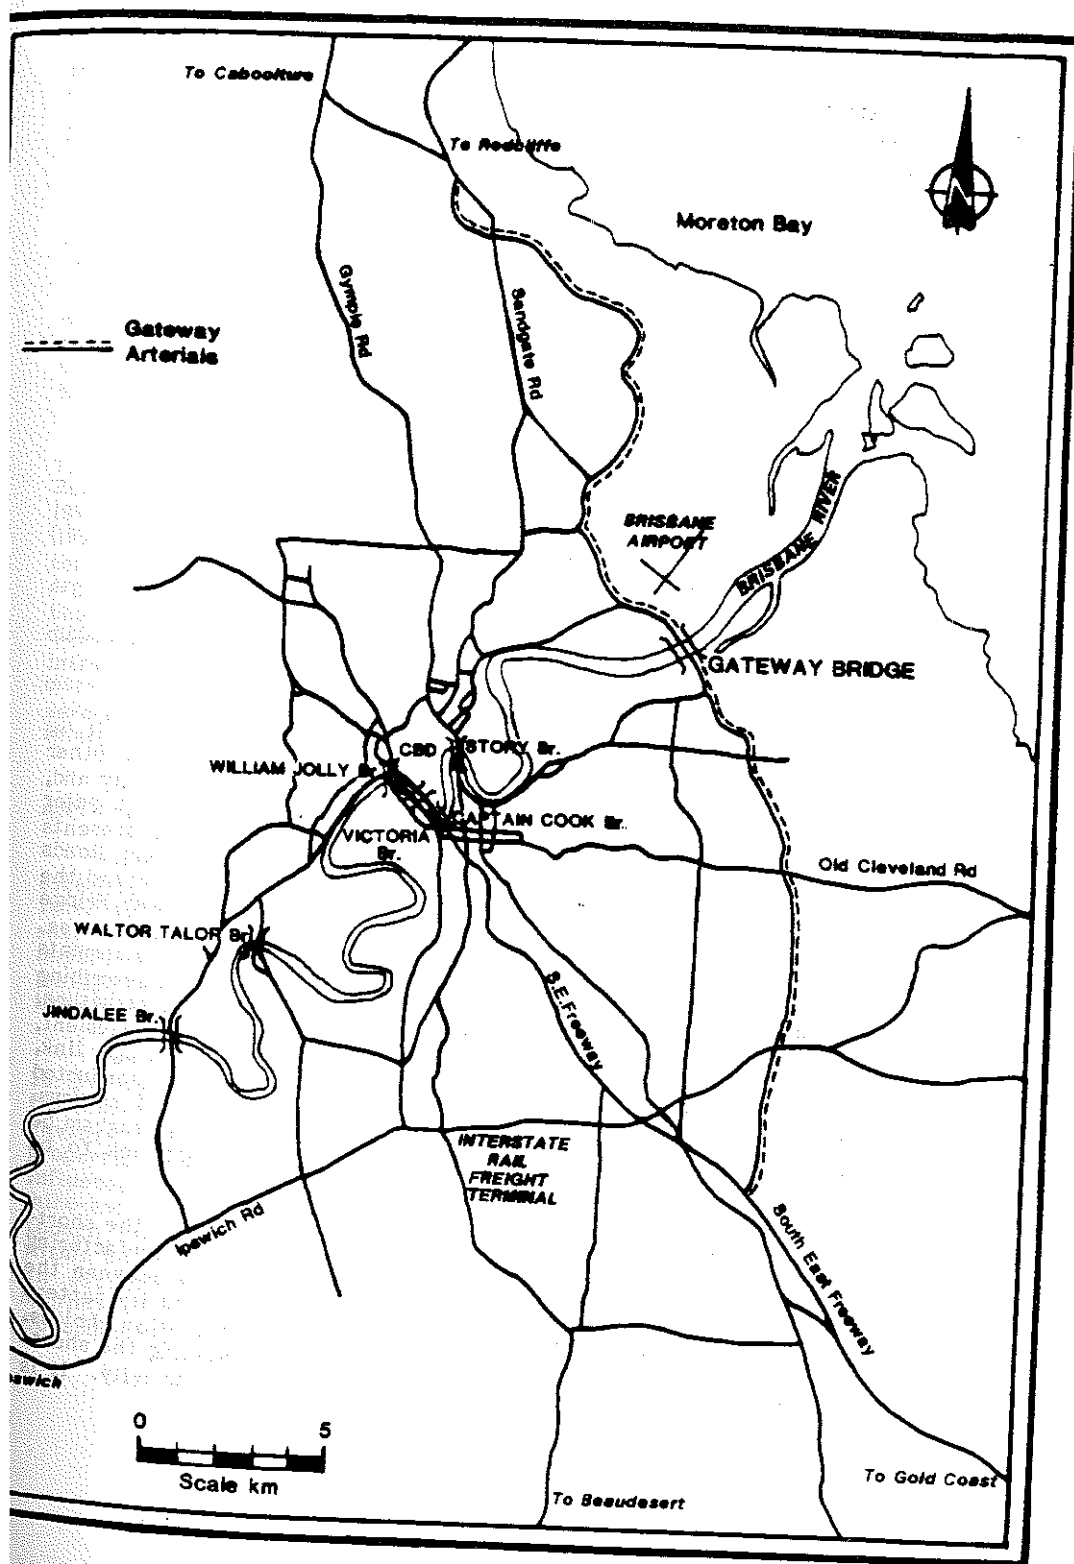 To Caboolture
To Redcliffe
Moreton Bay
Gympie Rd
Sandgate Rd
Gateway
Arterials
BRISBANE
AIRPORT
BRISBANE RIVER
GATEWAY BRIDGE
CBD
STORY Br.
WILLIAM JOLLY Br.
CAPTAIN COOK Br.
VICTORIA
Br.
Old Cleveland Rd
WALTOR TALOR Br.
S.E.Freeway
JINDALEE Br.
INTERSTATE
RAIL
FREIGHT
TERMINAL
Ipswich Rd
South East Freeway
0 5
Scale km
To Gold Coast
To Beaudesert